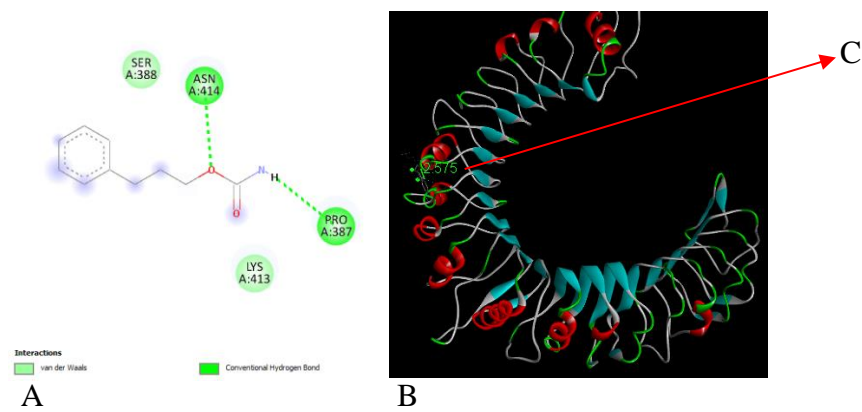 SER
A:388
ASN
A:414
O
N
H
O
PRO
A:387
LYS
A:413
Interactions
van der Waals
Conventional Hydrogen Bond
A
2.575
C
B